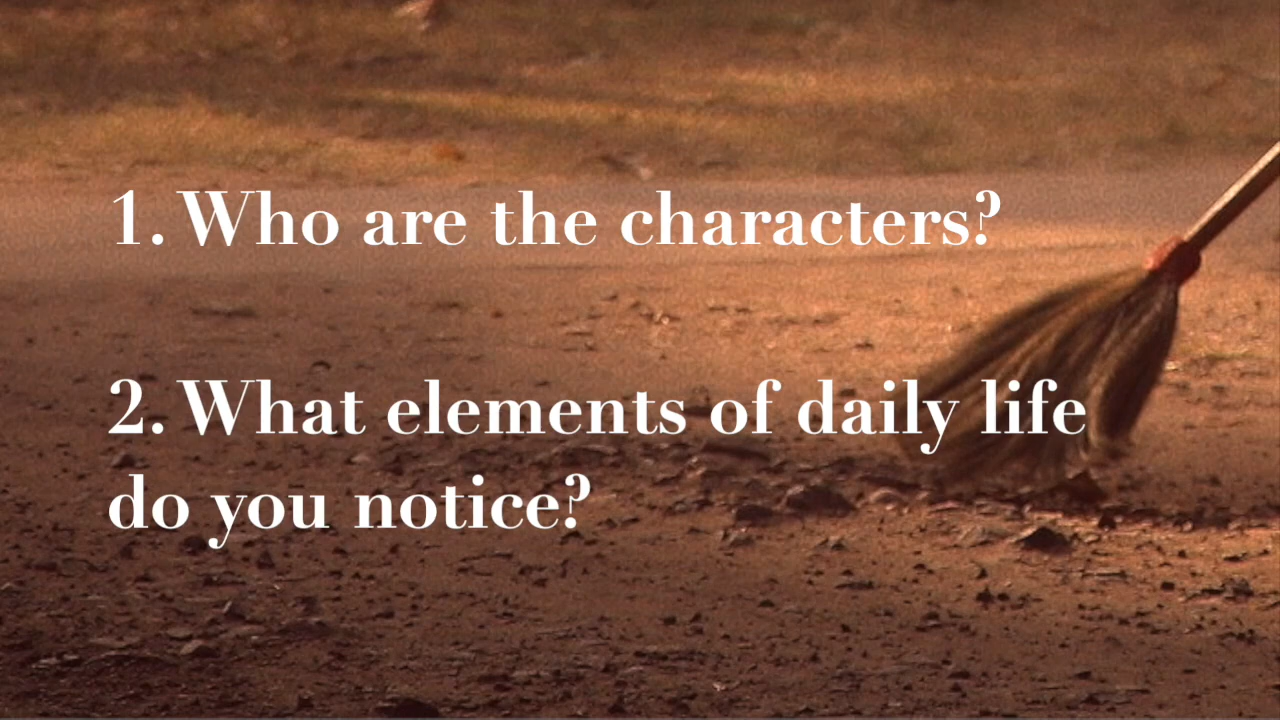 1. Who are the characters?
2. What elements of daily life
do you notice?